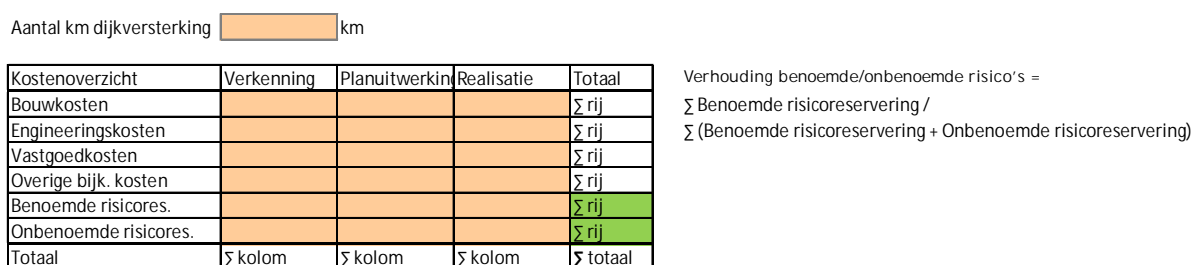 Aantal km dijkversterking km
Kostenoverzicht Verkenning Planuitwerking Realisatie Totaal
Bouwkosten ∑ rij
Engineeringskosten ∑ rij
Vastgoedkosten ∑ rij
Overige bijk. kosten ∑ rij
Benoemde risicores. ∑ rij
Onbenoemde risicores. ∑ rij
Totaal ∑ kolom ∑ kolom ∑ kolom ∑ totaal
Verhouding benoemde/onbenoemde risico's =
∑ Benoemde risicoreservering /
∑ (Benoemde risicoreservering + Onbenoemde risicoreservering)